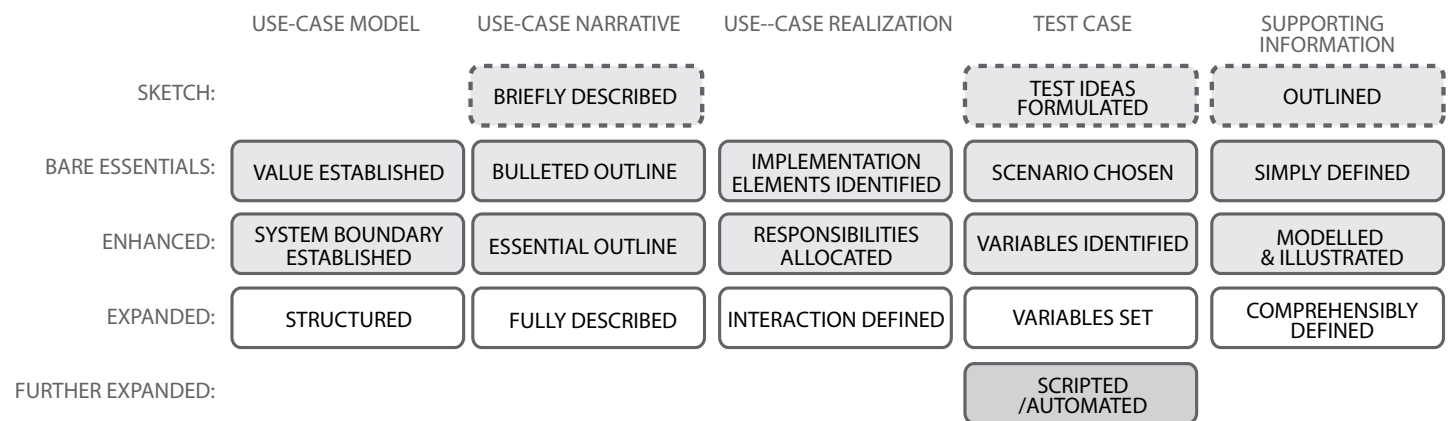 USE-CASE MODEL
USE-CASE NARRATIVE
USE--CASE REALIZATION
TEST CASE
SUPPORTING
INFORMATION
SKETCH:
BRIEFLY DESCRIBED
TEST IDEAS
FORMULATED
OUTLINED
BARE ESSENTIALS:
VALUE ESTABLISHED
BULLETED OUTLINE
IMPLEMENTATION
ELEMENTS IDENTIFIED
SCENARIO CHOSEN
SIMPLY DEFINED
ENHANCED:
SYSTEM BOUNDARY
ESTABLISHED
ESSENTIAL OUTLINE
RESPONSIBILITIES
ALLOCATED
VARIABLES IDENTIFIED
MODELLED
& ILLUSTRATED
EXPANDED:
STRUCTURED
FULLY DESCRIBED
INTERACTION DEFINED
VARIABLES SET
COMPREHENSIBLY
DEFINED
FURTHER EXPANDED:
SCRIPTED
/AUTOMATED